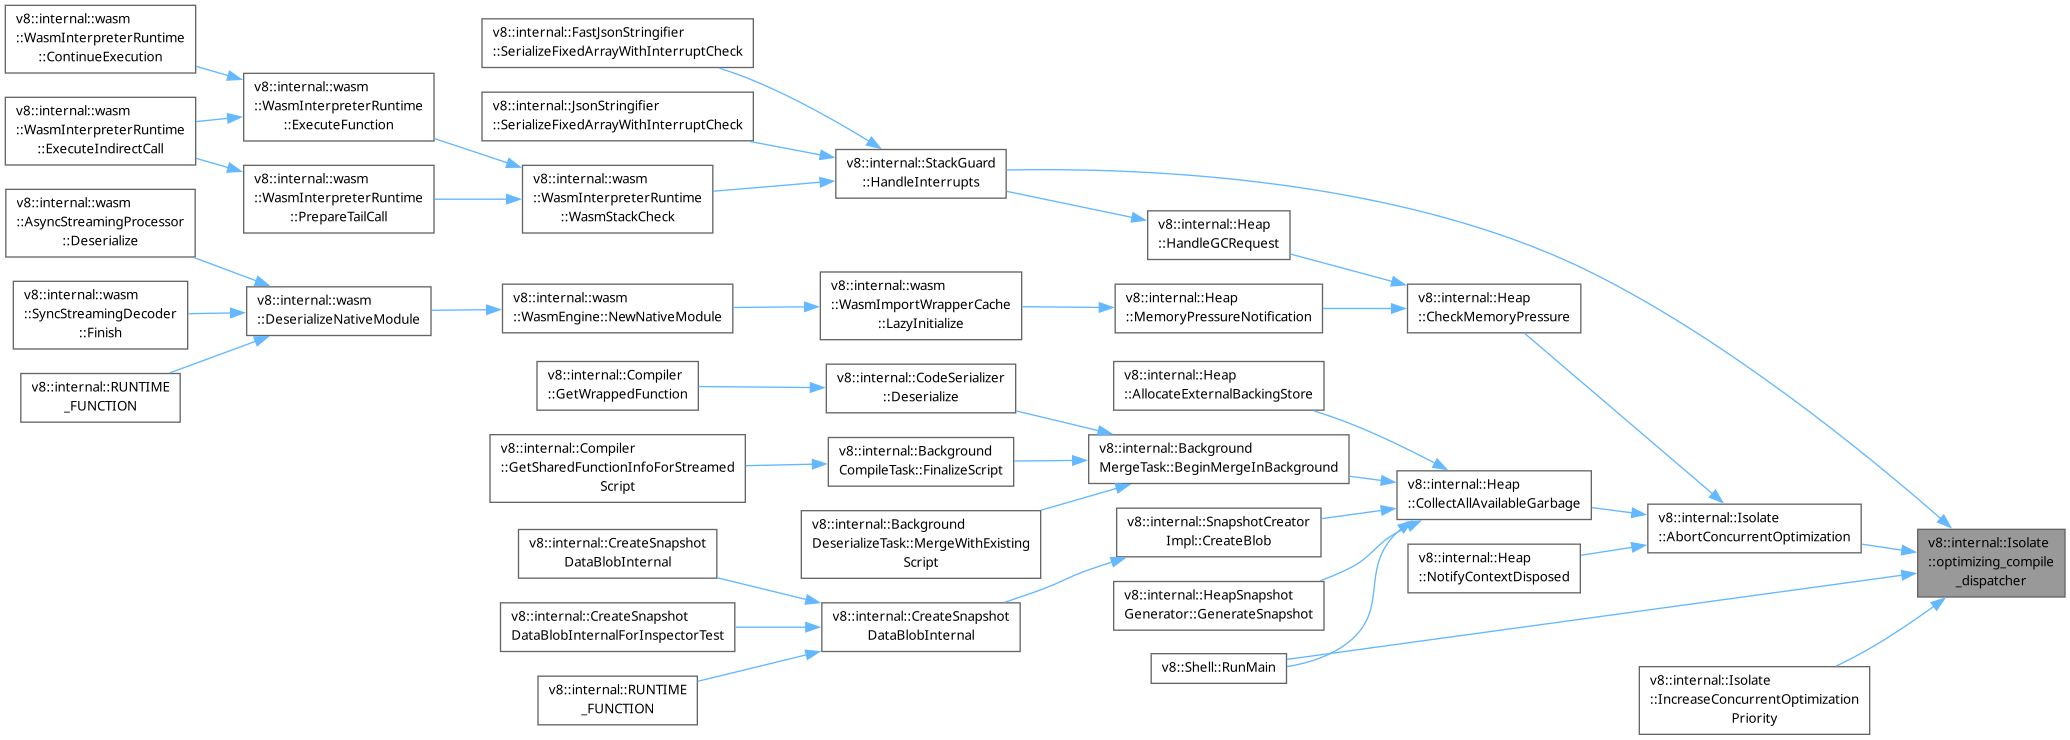 v8::internal::wasm
::WasmInterpreterRuntime
::ContinueExecution
v8::internal::wasm
::WasmInterpreterRuntime
::ExecuteIndirectCall
v8::internal::wasm
::AsyncStreamingProcessor
::Deserialize
v8::internal::wasm
::SyncStreamingDecoder
::Finish
v8::internal::RUNTIME
_FUNCTION
v8::internal::wasm
::WasmInterpreterRuntime
::ExecuteFunction
v8::internal::wasm
::WasmInterpreterRuntime
::PrepareTailCall
v8::internal::wasm
::DeserializeNativeModule
v8::internal::FastJsonStringifier
::SerializeFixedArrayWithInterruptCheck
v8::internal::JsonStringifier
::SerializeFixedArrayWithInterruptCheck
v8::internal::wasm
::WasmInterpreterRuntime
::WasmStackCheck
v8::internal::wasm
::WasmEngine::NewNativeModule
v8::internal::Compiler
::GetWrappedFunction
v8::internal::Compiler
::GetSharedFunctionInfoForStreamed
Script
v8::internal::CreateSnapshot
DataBlobInternal
v8::internal::CreateSnapshot
DataBlobInternalForInspectorTest
v8::internal::RUNTIME
_FUNCTION
v8::internal::StackGuard
::HandleInterrupts
v8::internal::wasm
::WasmImportWrapperCache
::LazyInitialize
v8::internal::CodeSerializer
::Deserialize
v8::internal::Background
CompileTask::FinalizeScript
v8::internal::Background
DeserializeTask::MergeWithExisting
Script
v8::internal::CreateSnapshot
DataBlobInternal
v8::internal::Heap
::HandleGCRequest
v8::internal::Heap
::MemoryPressureNotification
v8::internal::Heap
::AllocateExternalBackingStore
v8::internal::Background
MergeTask::BeginMergeInBackground
v8::internal::SnapshotCreator
Impl::CreateBlob
v8::internal::HeapSnapshot
Generator::GenerateSnapshot
v8::Shell::RunMain
v8::internal::Heap
::CheckMemoryPressure
v8::internal::Heap
::CollectAllAvailableGarbage
v8::internal::Heap
::NotifyContextDisposed
v8::internal::Isolate
::AbortConcurrentOptimization
v8::internal::Isolate
::IncreaseConcurrentOptimization
Priority
v8::internal::Isolate
::optimizing_compile
_dispatcher